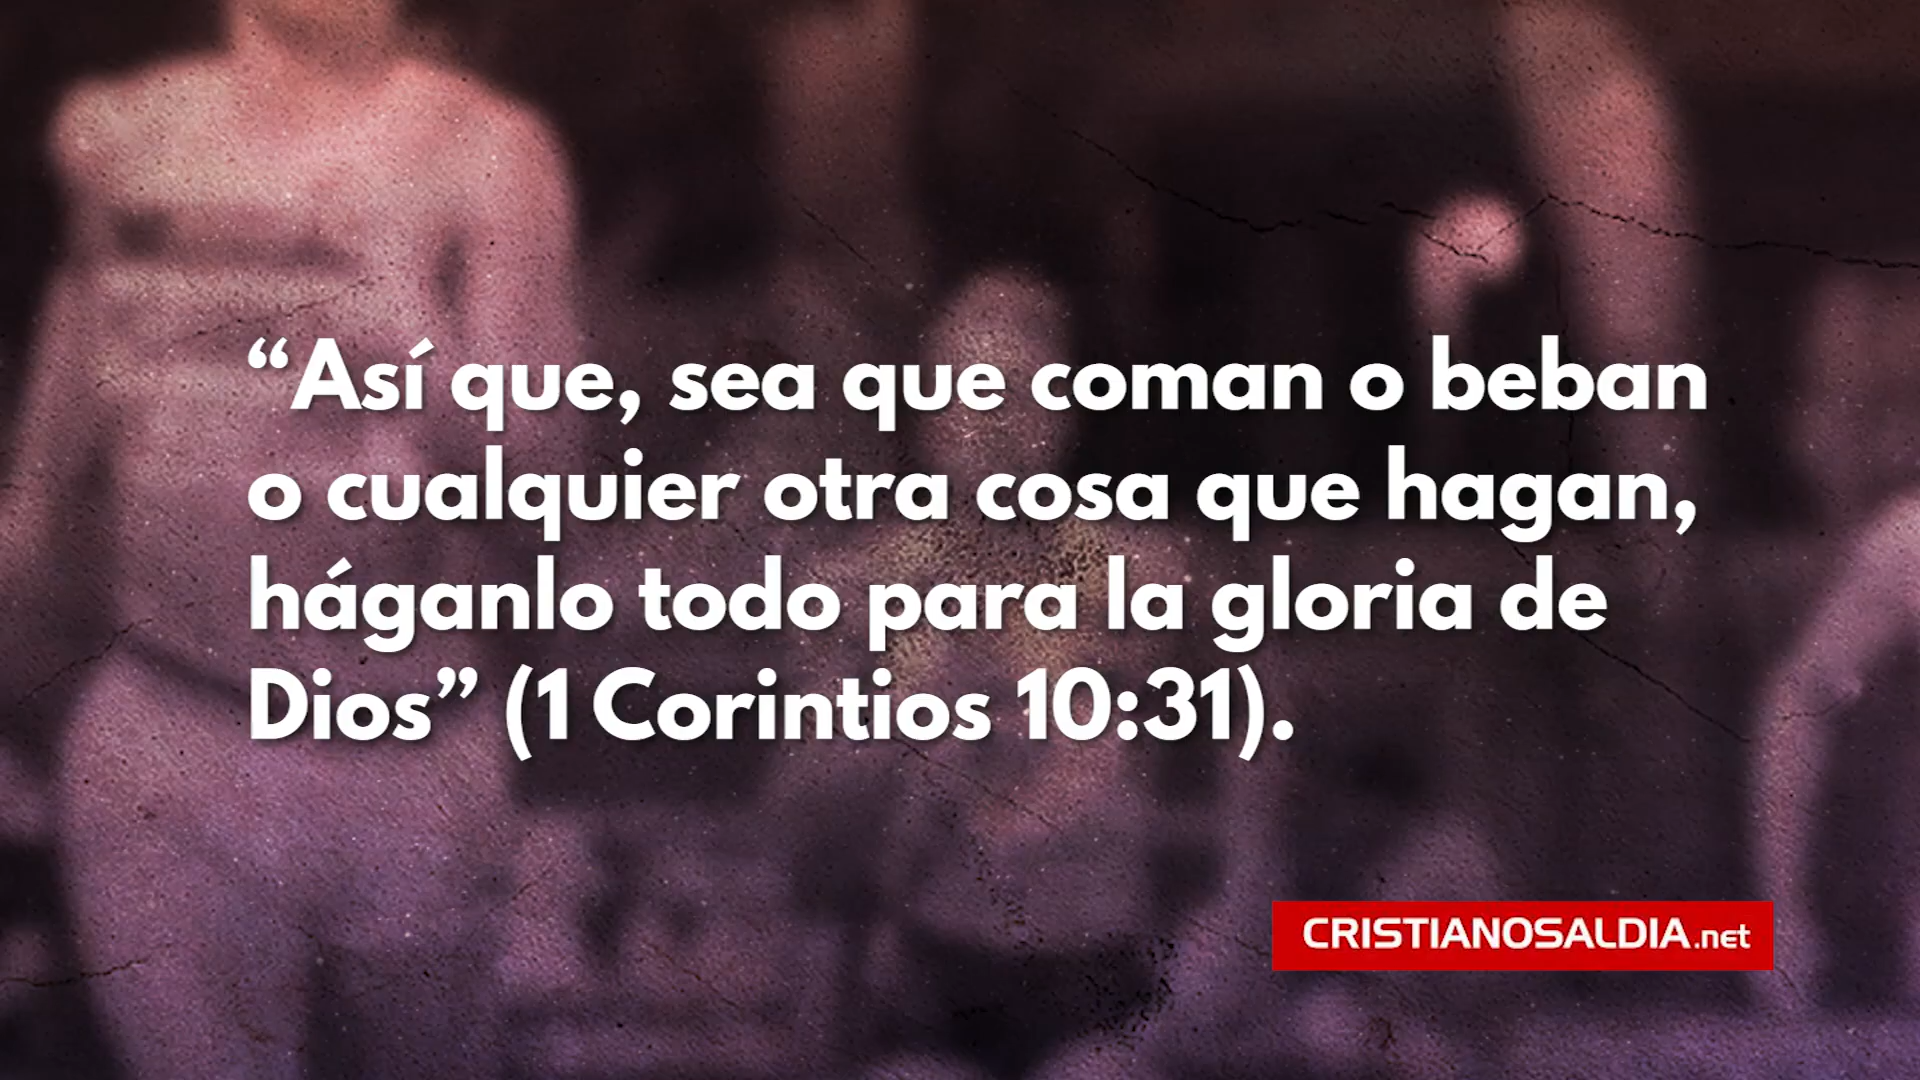 “Así que, sea que coman o beban
o cualquier otra cosa que hagan,
háganlo todo para la gloria de
Dios” (1 Corintios 10:31).
CRISTIANOSALDIA.net